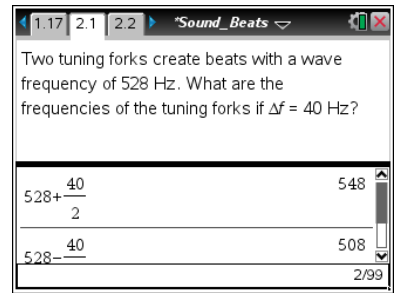 1.17 2.1 2.2 *Sound_Beats
Two tuning forks create beats with a wave
frequency of 528 Hz. What are the
frequencies of the tuning forks if Δf = 40 Hz?
528+40/2 548
528−40 508
2/99